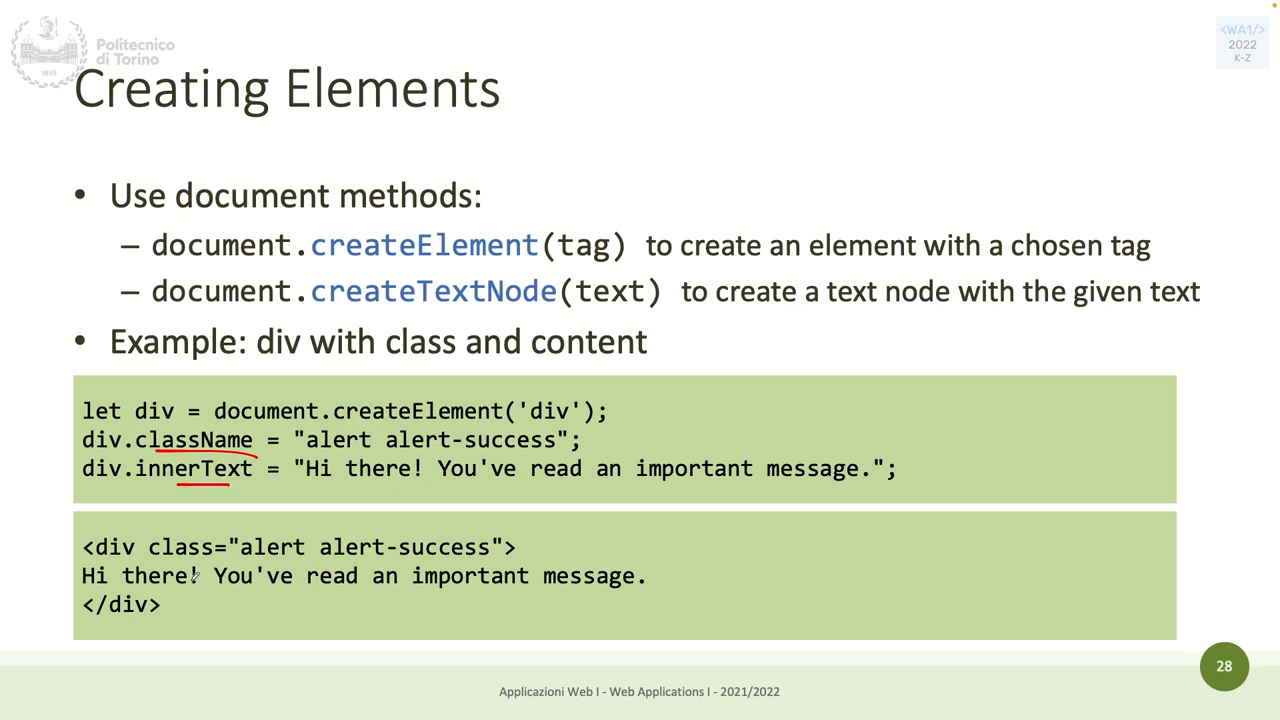 Politecnico
di Torino
1859
<WA1/>
2022
K-Z
Creating Elements
• Use document methods:
– document.createElement(tag) to create an element with a chosen tag
– document.createTextNode(text) to create a text node with the given text
• Example: div with class and content
let div = document.createElement('div');
div.className = "alert alert-success";
div.innerText = "Hi there! You've read an important message.";
<div class="alert alert-success">
Hi there! You've read an important message.
</div>
28
Applicazioni Web I - Web Applications I - 2021/2022